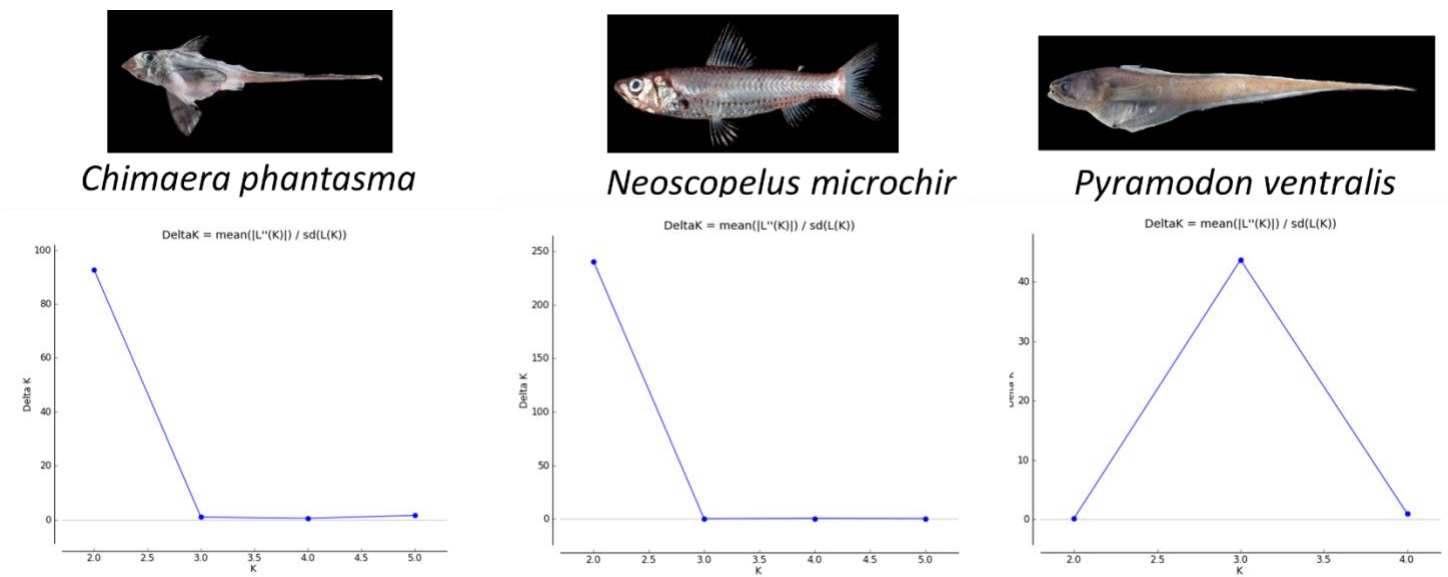 Chimaera phantasma
Neoscopelus microchir
Pyramodon ventralis
DeltaK = mean(|L''(K)|) / sd(L(K))
100
80
60
40
20
0
Delta K
2.0 2.5 3.0 3.5 4.0 4.5 5.0
K
DeltaK = mean(|L''(K)|) / sd(L(K))
250
200
150
100
50
0
Delta K
2.0 2.5 3.0 3.5 4.0 4.5 5.0
K
DeltaK = mean(|L''(K)|) / sd(L(K))
40
30
20
10
0
2.0 2.5 3.0 3.5 4.0
K